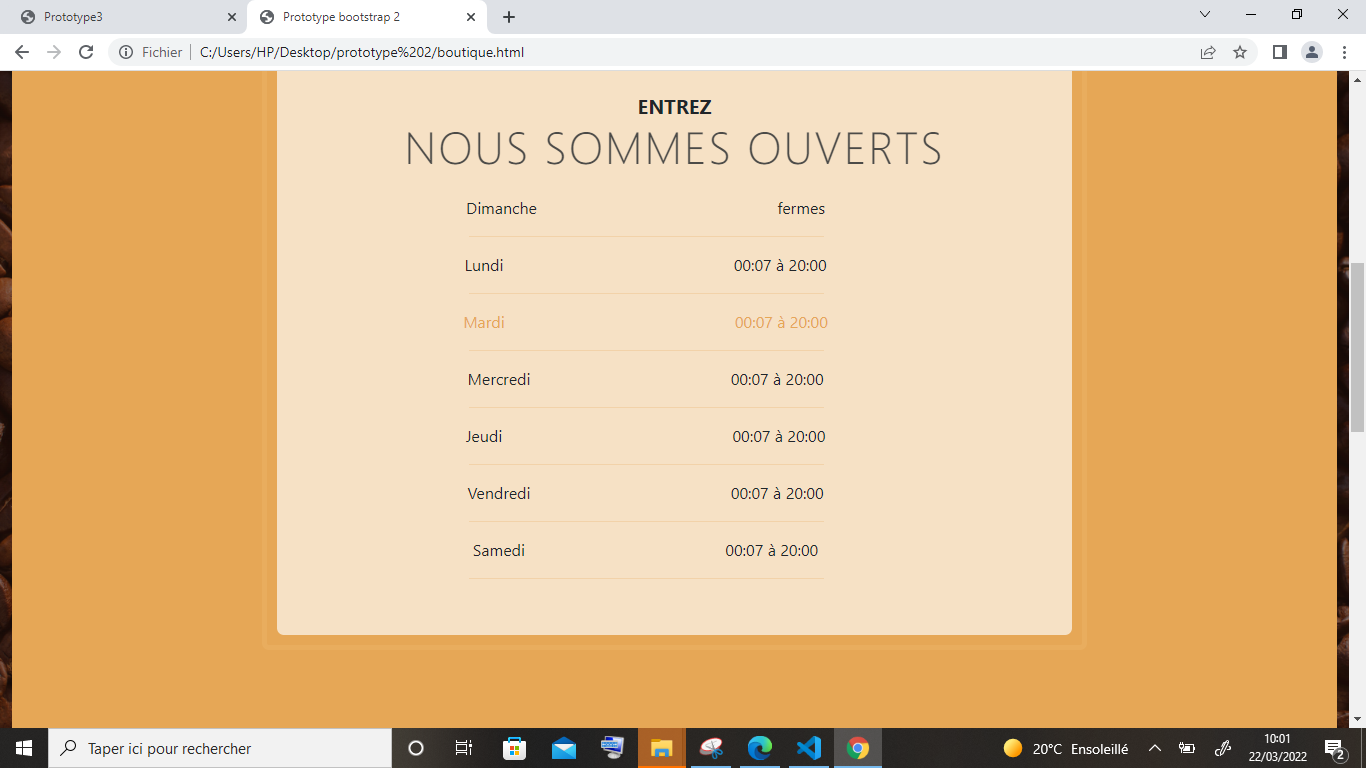 Prototype3
Prototype bootstrap 2
Fichier
C:/Users/HP/Desktop/prototype%202/boutique.html
ENTREZ
NOUS SOMMES OUVERTS
Dimanche fermes
Lundi 00:07 à 20:00
Mardi 00:07 à 20:00
Mercredi 00:07 à 20:00
Jeudi 00:07 à 20:00
Vendredi 00:07 à 20:00
Samedi 00:07 à 20:00
Taper ici pour rechercher
20°C Ensoleillé
10:01
22/03/2022
2